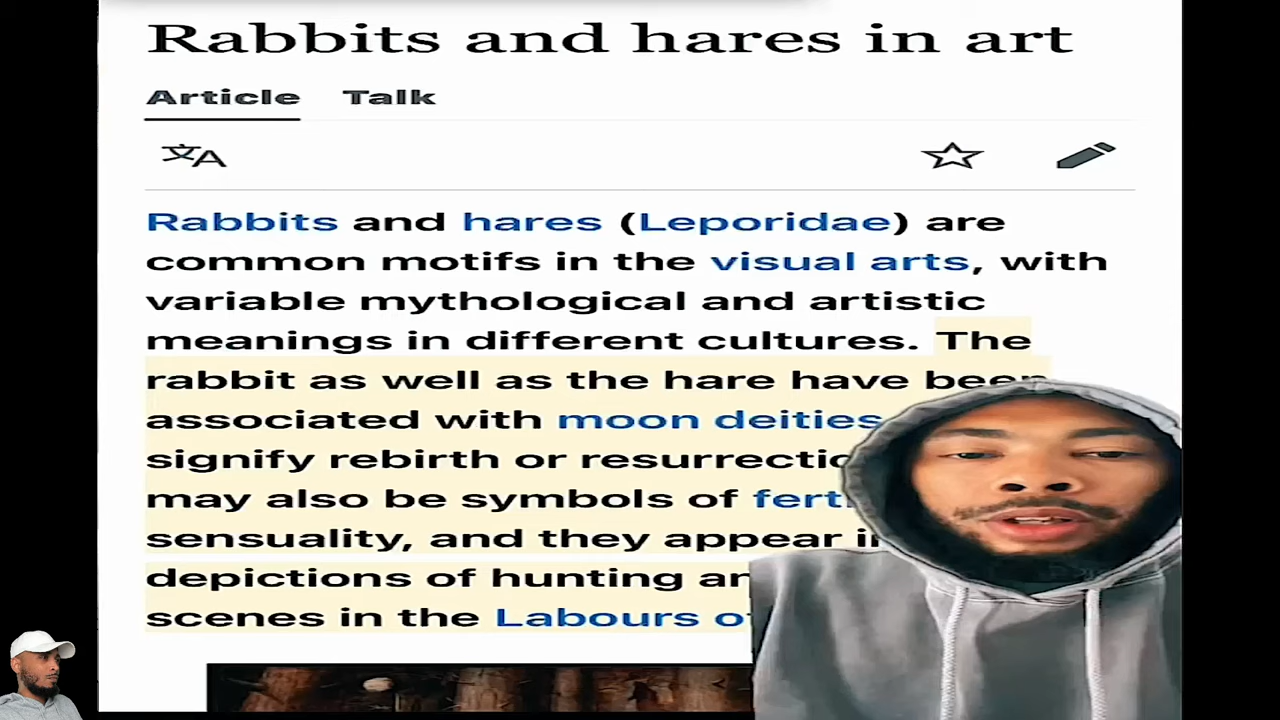 Rabbits and hares in art
Article Talk
Rabbits and hares (Leporidae) are
common motifs in the visual arts, with
variable mythological and artistic
meanings in different cultures. The
rabbit as well as the hare have been
associated with moon deities
signify rebirth or
may also be symbols of
sensuality, and they appear
depictions of hunting
scenes in the Labours